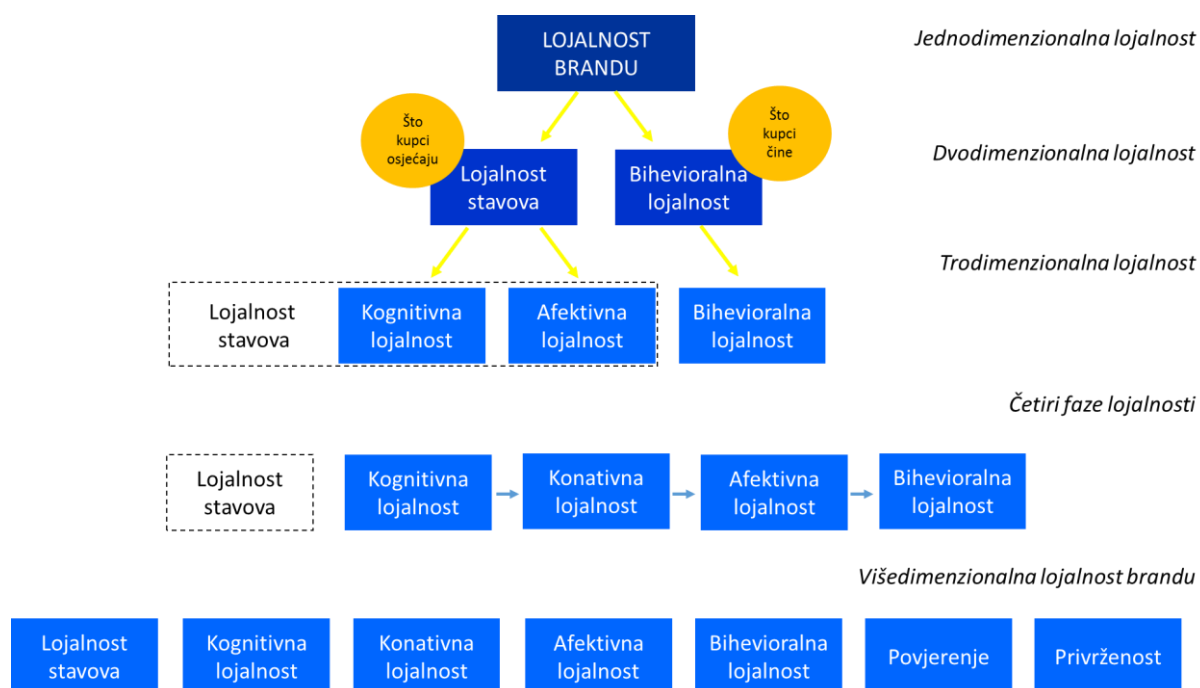 LOJALNOST
BRANDU
Jednodimenzionalna lojalnost
Što
kupci
osjećaju
Što
kupci
čine
Dvodimenzionalna lojalnost
Lojalnost
stavova
Bihevioralna
lojalnost
Trodimenzionalna lojalnost
Lojalnost
stavova
Kognitivna
lojalnost
Afektivna
lojalnost
Bihevioralna
lojalnost
Četiri faze lojalnosti
Lojalnost
stavova
Kognitivna
lojalnost
Konativna
lojalnost
Afektivna
lojalnost
Bihevioralna
lojalnost
Višedimenzionalna lojalnost brandu
Lojalnost
stavova
Kognitivna
lojalnost
Konativna
lojalnost
Afektivna
lojalnost
Bihevioralna
lojalnost
Povjerenje
Privrženost